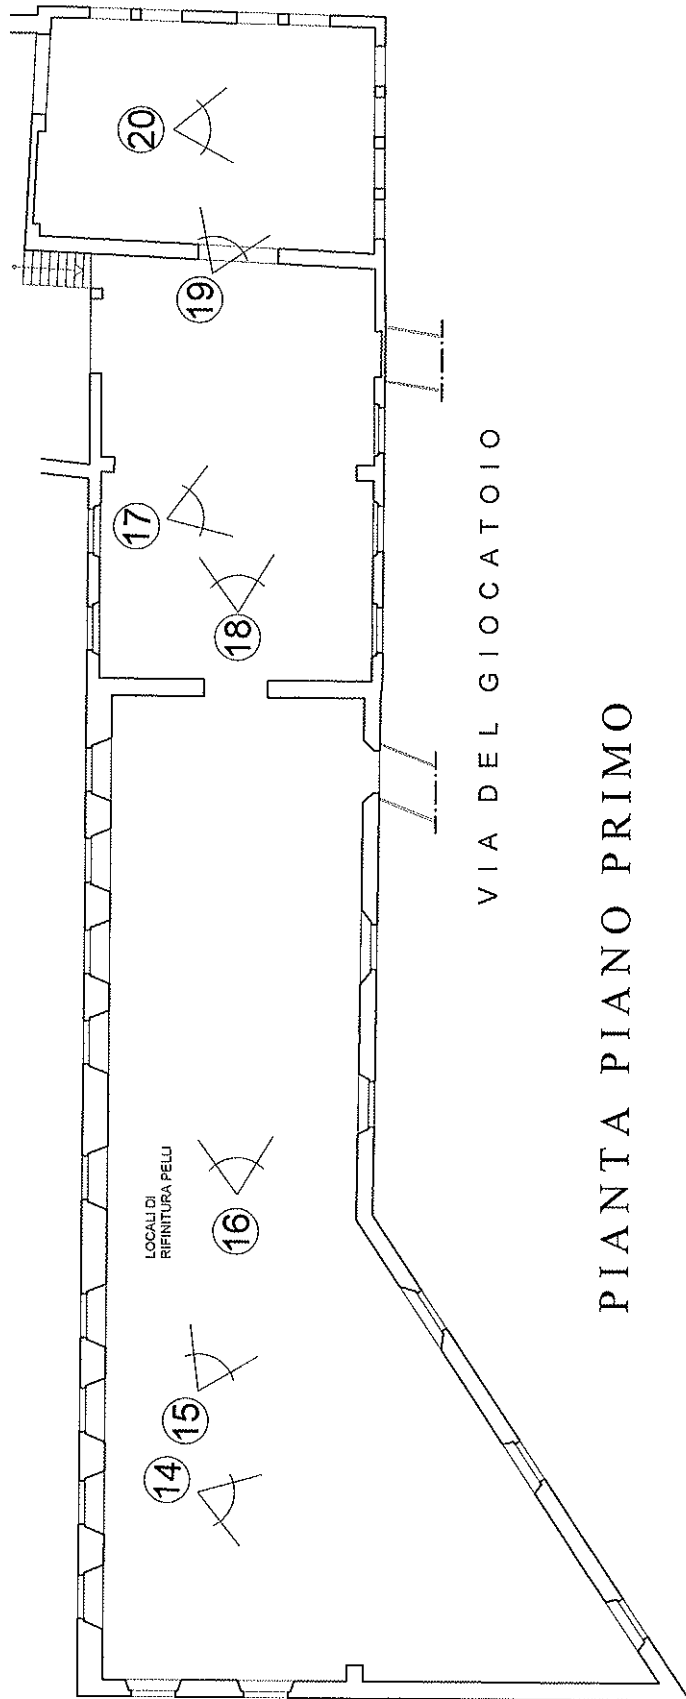 14
15
16
LOCALI DI
RIFINITURA PELLI
18
17
19
20
VIA DEL GIOCATOIO
PIANTA PIANO PRIMO